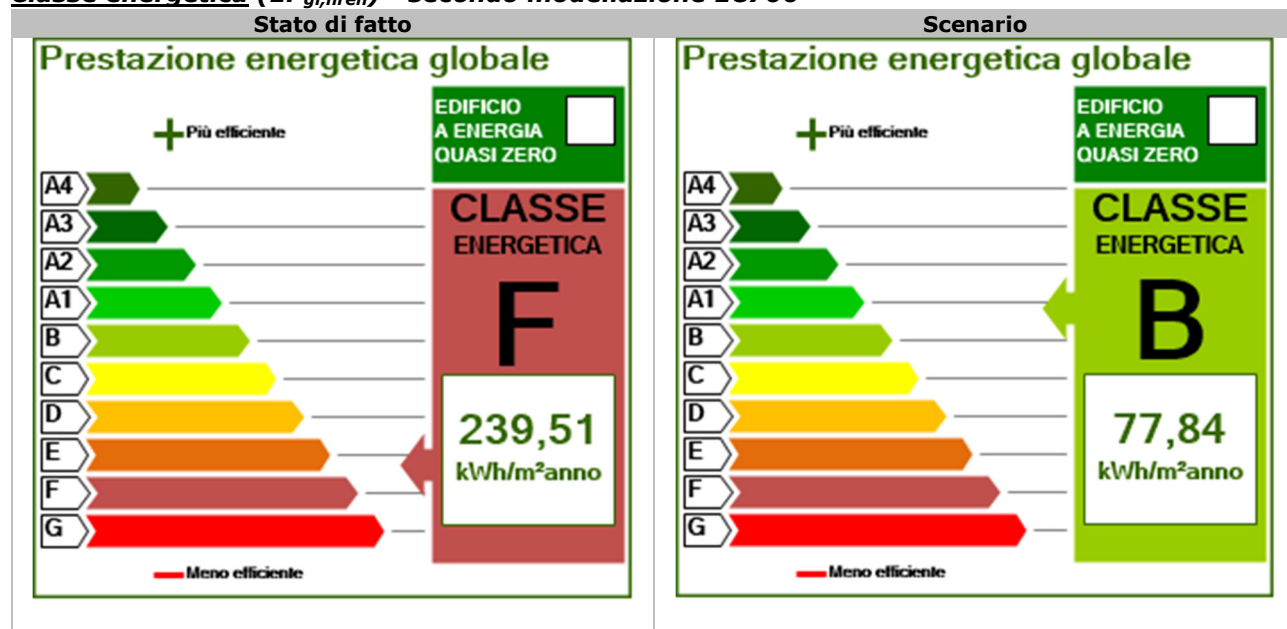 Stato di fatto
Scenario
Prestazione energetica globale
EDIFICIO
A ENERGIA
QUASI ZERO
Più efficiente
A4
A3
A2
A1
B
C
D
E
F
G
CLASSE
ENERGETICA
F
239,51
kWh/m²anno
Meno efficiente
Prestazione energetica globale
EDIFICIO
A ENERGIA
QUASI ZERO
Più efficiente
A4
A3
A2
A1
B
C
D
E
F
G
CLASSE
ENERGETICA
B
77,84
kWh/m²anno
Meno efficiente